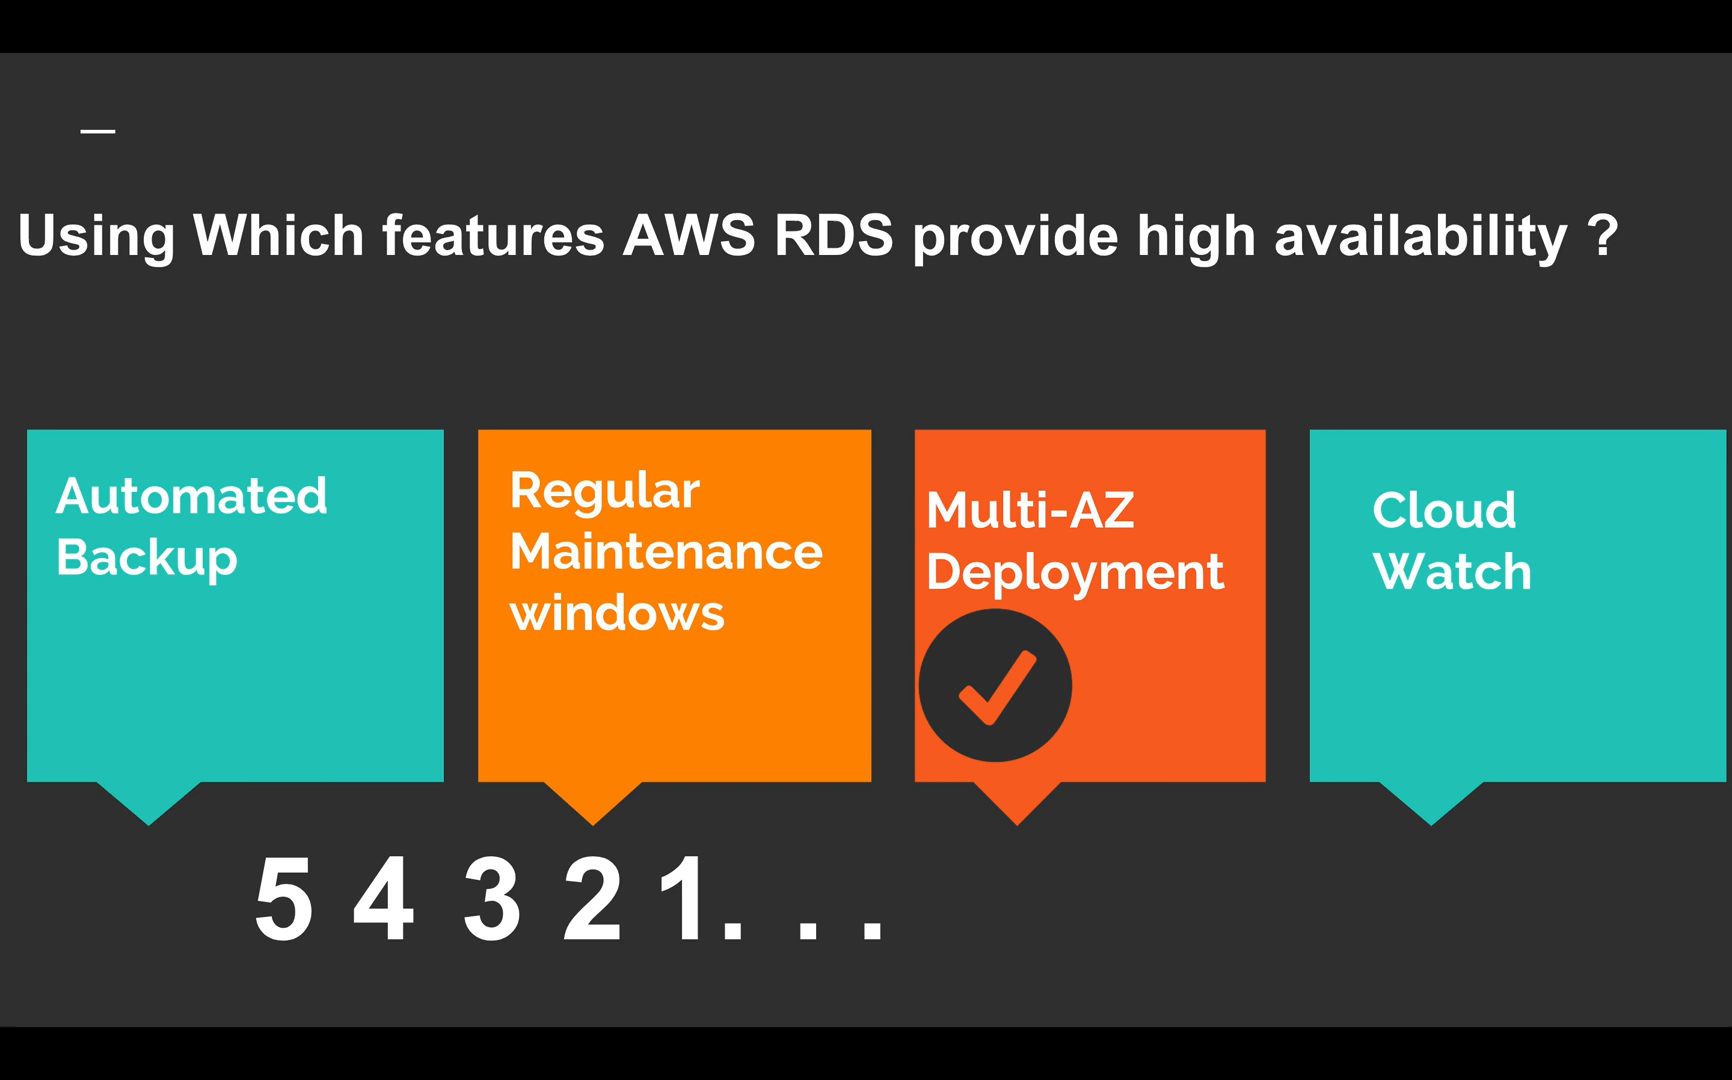 Using Which features AWS RDS provide high availability ?
Automated
Backup
Regular
Maintenance
windows
Multi-AZ
Deployment
Cloud
Watch
5 4 3 2 1. . .